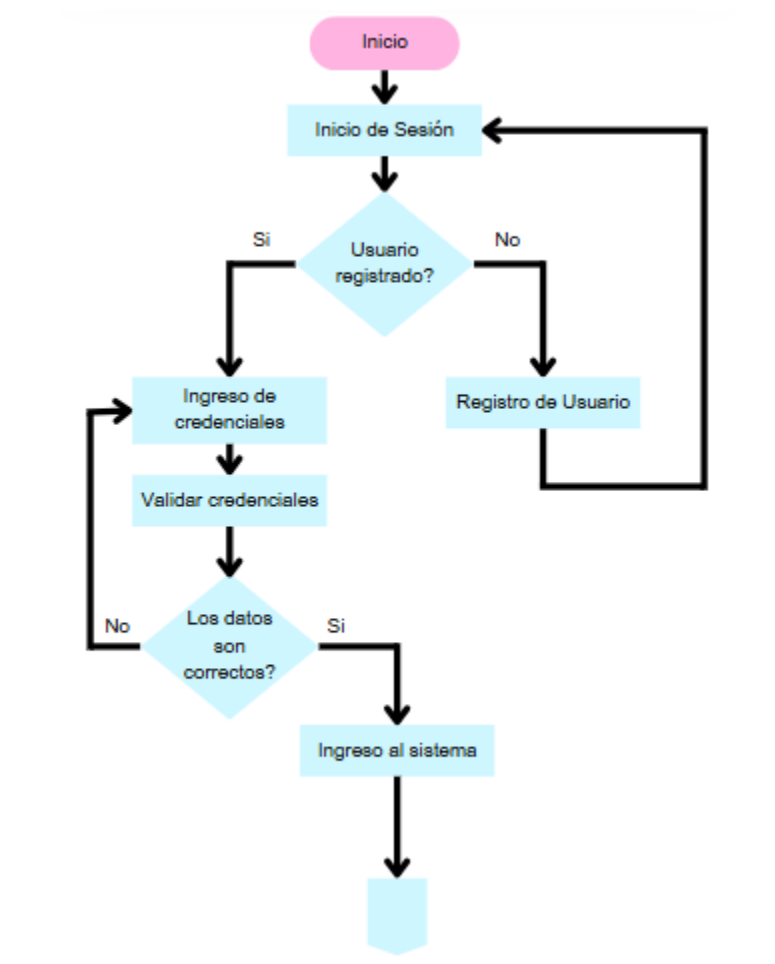 Inicio
Inicio de Sesión
Usuario
registrado?
Si
No
Ingreso de
credenciales
Registro de Usuario
Validar credenciales
Los datos
son
correctos?
No
Si
Ingreso al sistema